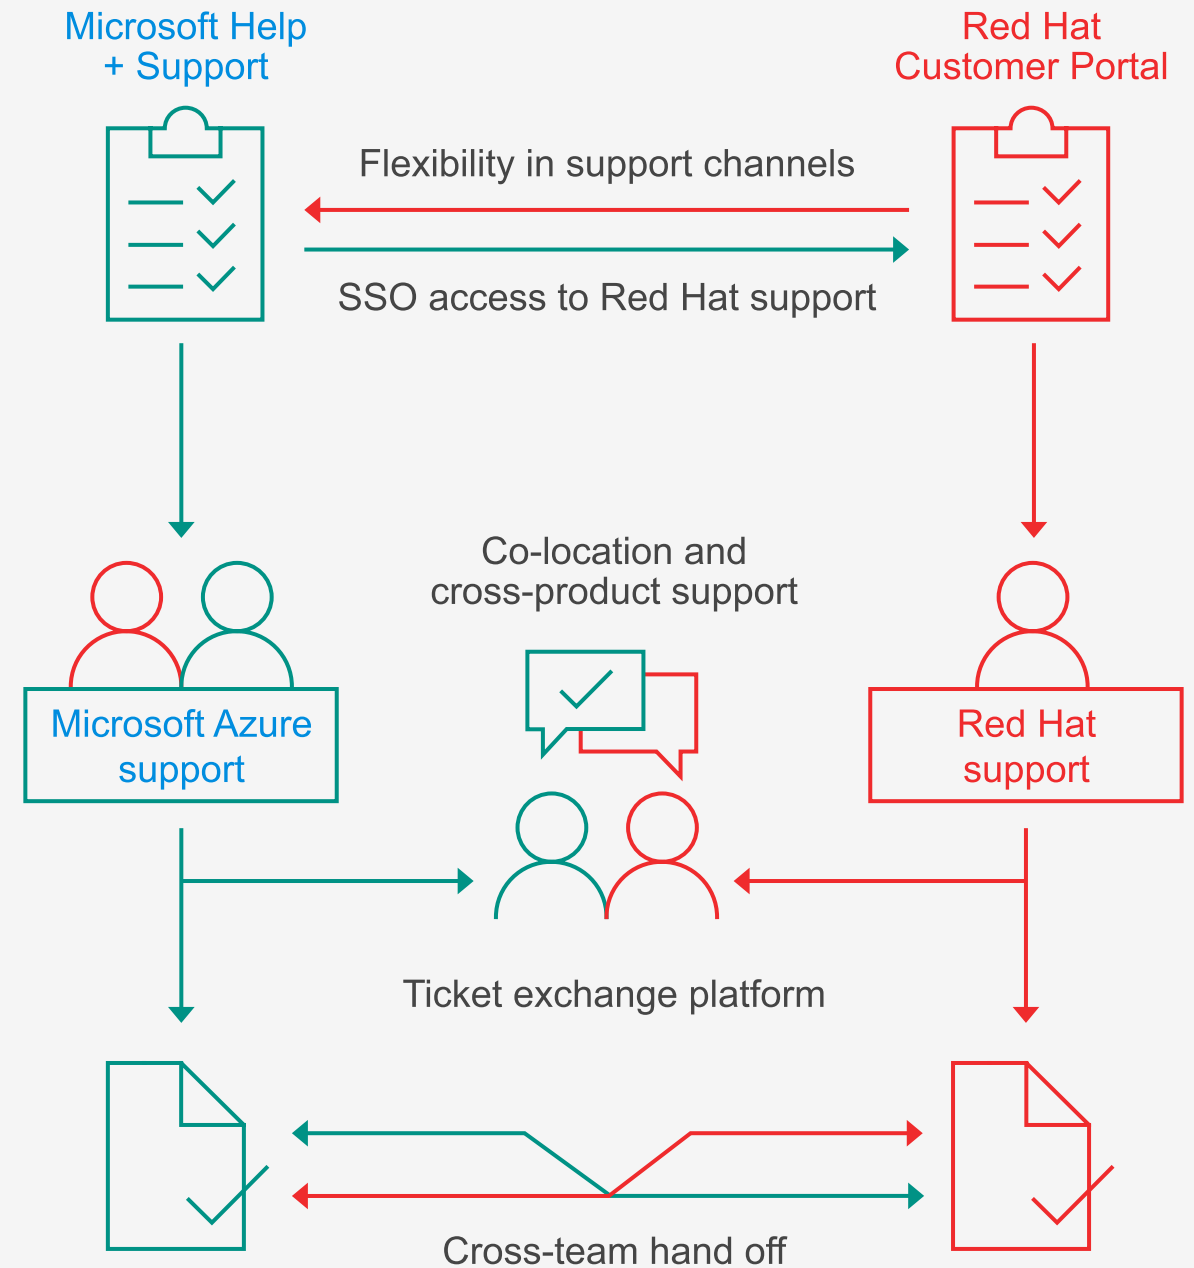 Microsoft Help
+ Support
Red Hat
Customer Portal
Flexibility in support channels
SSO access to Red Hat support
Co-location and
cross-product support
Microsoft Azure
support
Red Hat
support
Ticket exchange platform
Cross-team hand off